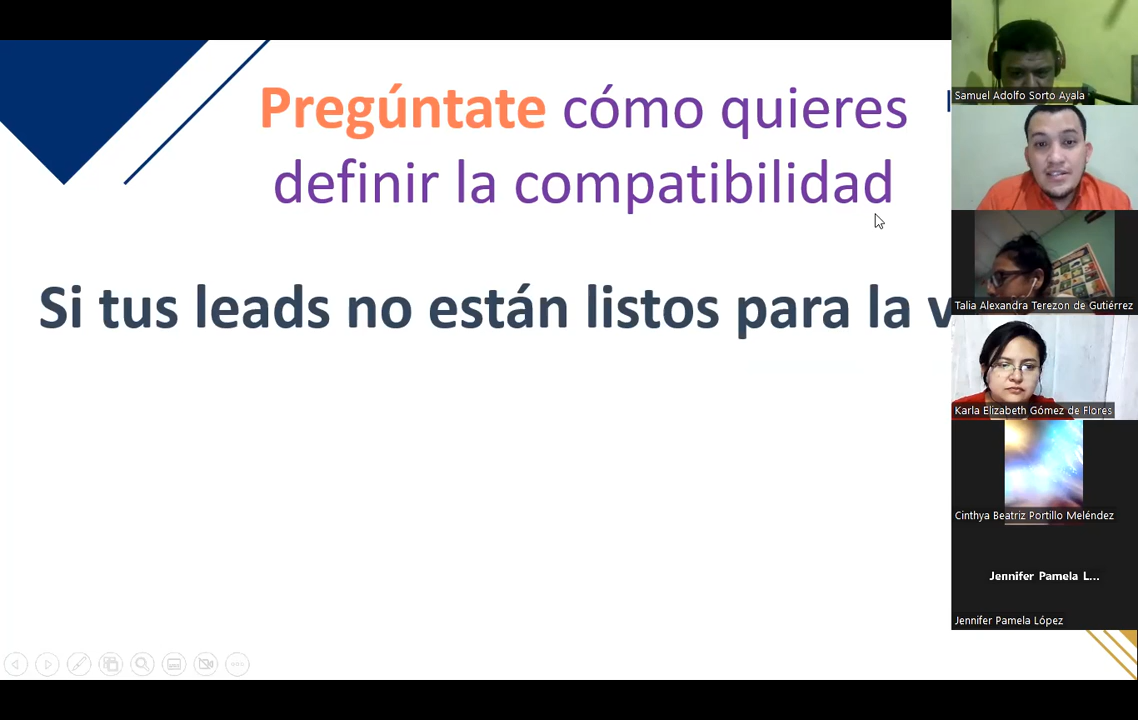 Pregúntate cómo quieres
definir la compatibilidad
Si tus leads no están listos para la v
Samuel Adolfo Sorto Ayala
Talia Alexandra Terezon de Gutiérrez
Karla Elizabeth Gómez de Flores
Cinthya Beatriz Portillo Meléndez
Jennifer Pamela L...
Jennifer Pamela López